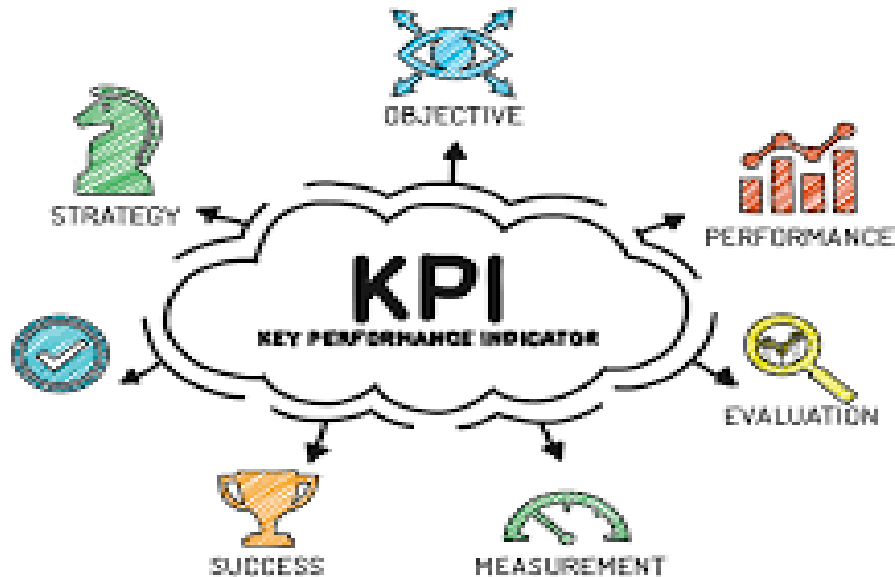 OBJECTIVE
STRATEGY
PERFORMANCE
KPI
KEY PERFORMANCE INDICATOR
EVALUATION
SUCCESS
MEASUREMENT